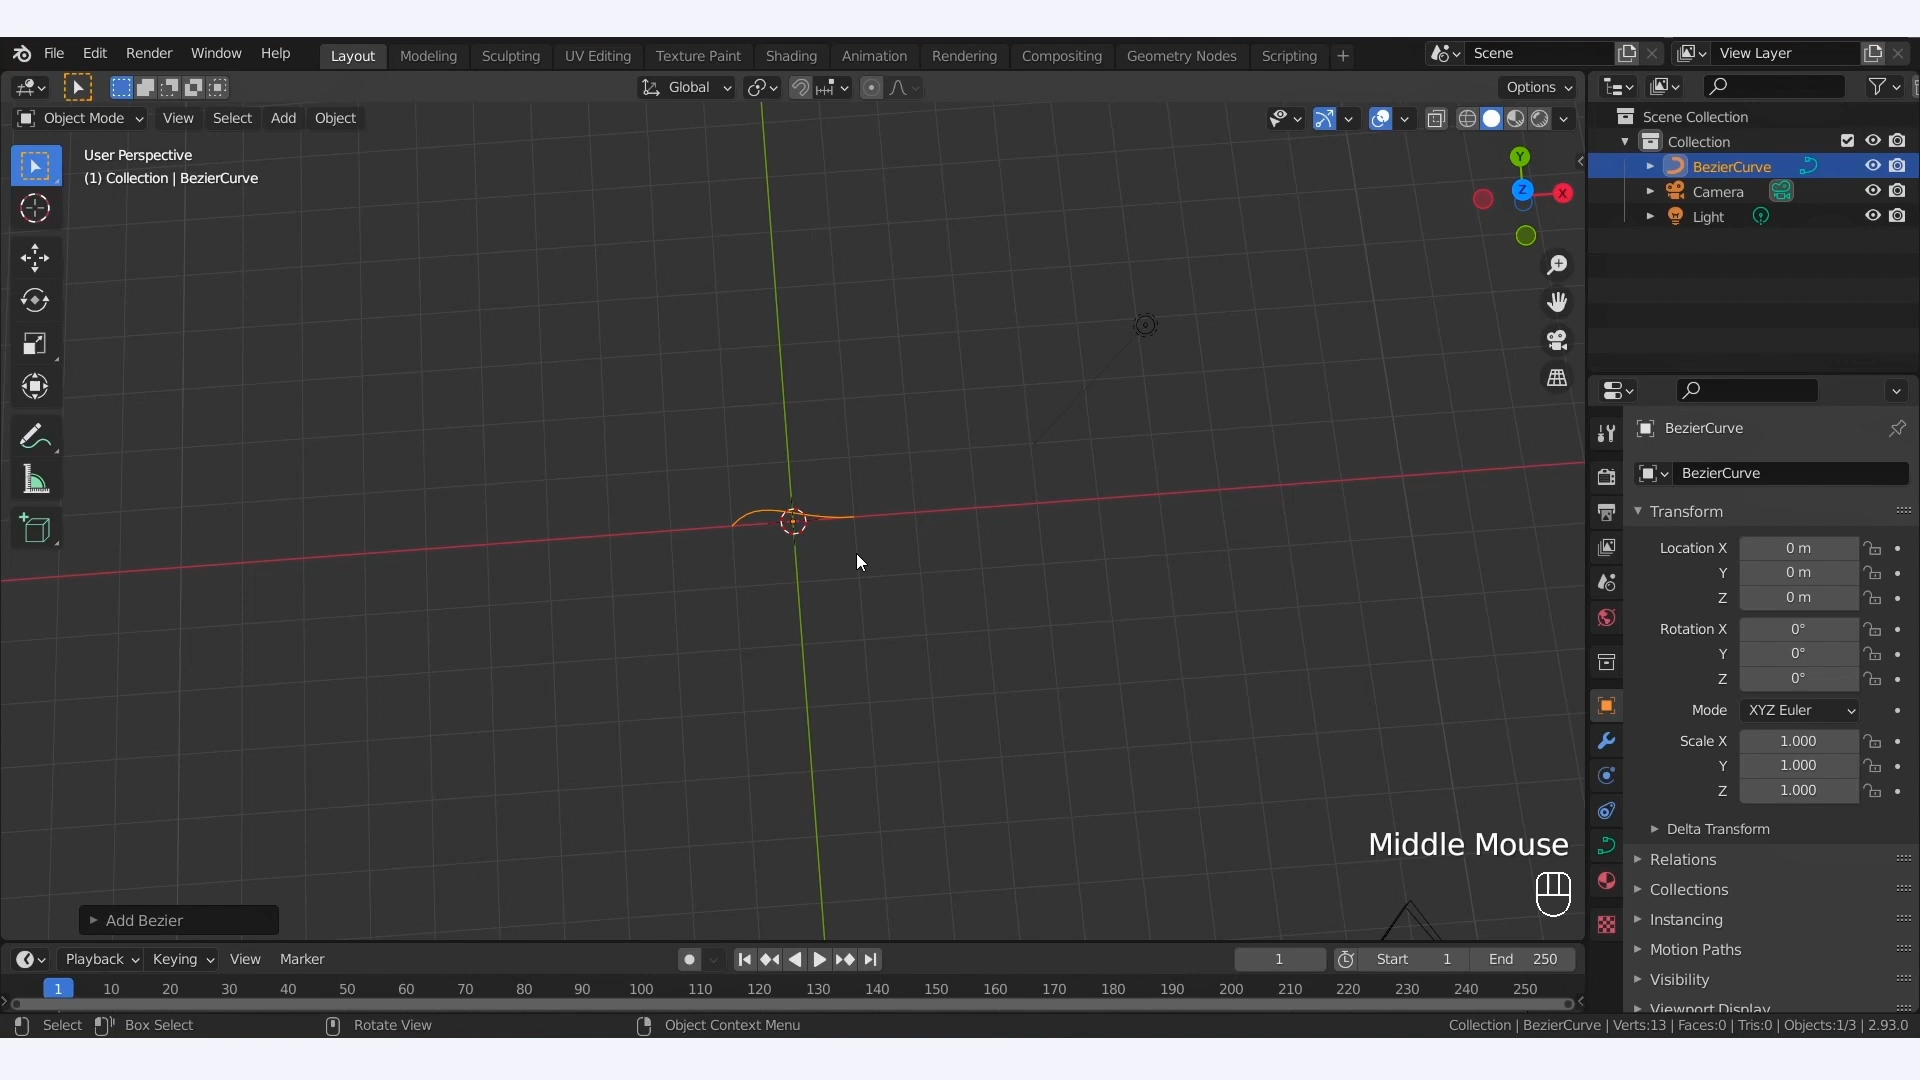 File Edit Render Window Help Layout Modeling Sculpting UV Editing Texture Paint Shading Animation Rendering Compositing Geometry Nodes Scripting + Scene View Layer
Global Options
Object Mode View Select Add Object
User Perspective
(1) Collection | BezierCurve
Y
Z
X
Scene Collection
Collection
BezierCurve
Camera
Light
BezierCurve
BezierCurve
Transform
Location X 0 m
Y 0 m
Z 0 m
Rotation X 0°
Y 0°
Z 0°
Mode XYZ Euler
Scale X 1.000
Y 1.000
Z 1.000
Delta Transform
Relations
Collections
Instancing
Motion Paths
Visibility
Viewport Display
Middle Mouse
Add Bezier
Playback Keying View Marker 1 Start 1 End 250
1 10 20 30 40 50 60 70 80 90 100 110 120 130 140 150 160 170 180 190 200 210 220 230 240 250
Select Box Select Rotate View Object Context Menu Collection | BezierCurve | Verts:13 | Faces:0 | Tris:0 | Objects:1/3 | 2.93.0